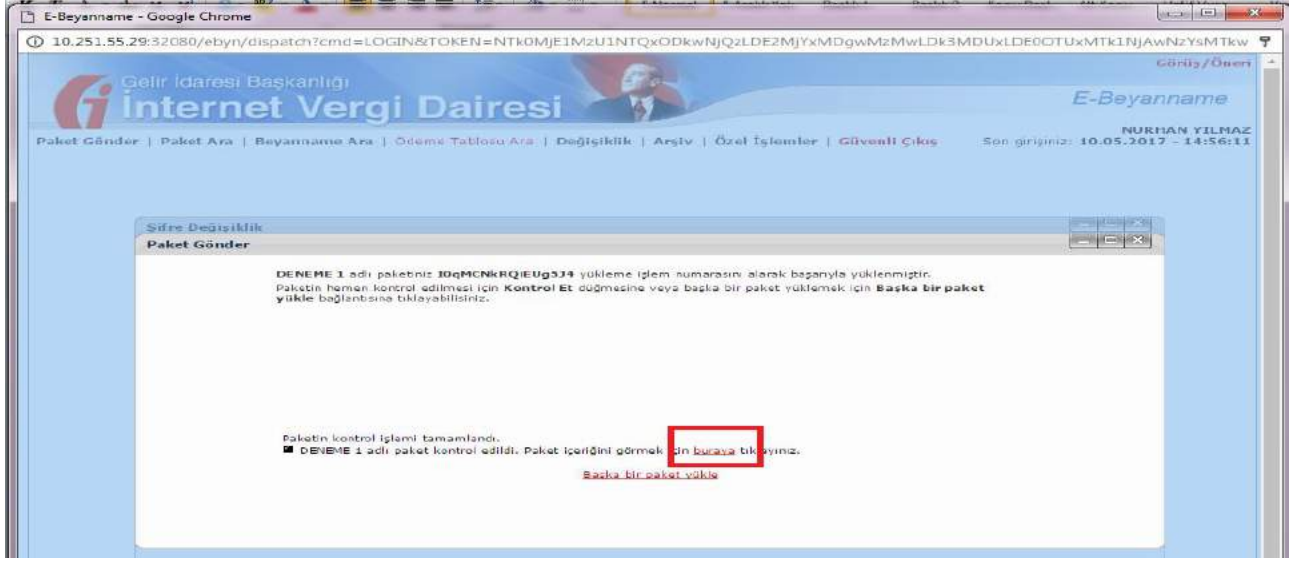 E-Beyanname - Google Chrome
10.251.55.29:32080/ebyn/dispatch?cmd=LOGIN&TOKEN=
Görüş/Öneri
Gelir İdaresi Başkanlığı
İnternet Vergi Dairesi
E-Beyanname
NURHAN YILMAZ
Paket Gönder | Paket Ara | Beyanname Ara | Ödeme Tablosu Ara | Değişiklik | Arşiv | Özel İşlemler | Güvenli Çıkış Son girişiniz: 10.05.2017 - 14:56:11
Şifre Değişiklik
Paket Gönder
DENEME 1 adlı paketiniz yükleme işlem numarasını alarak başarıyla yüklenmiştir.
Paketin hemen kontrol edilmesi için Kontrol Et düğmesine veya başka bir paket yüklemek için Başka bir paket
yükle bağlantısına tıklayabilisiniz.
Paketin kontrol işlemi tamamlandı.
DENEME 1 adlı paket kontrol edildi. Paket içeriğini görmek için buraya tıklayınız.
Başka bir paket yükle